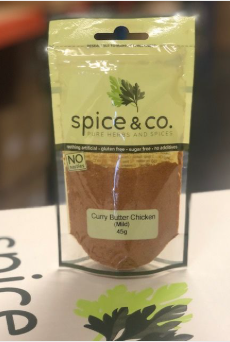 spice & co.
PURE HERBS AND SPICES
nothing artificial - gluten free - sugar free - no additives
NO
Curry Butter Chicken
(Mild)
45g
spice